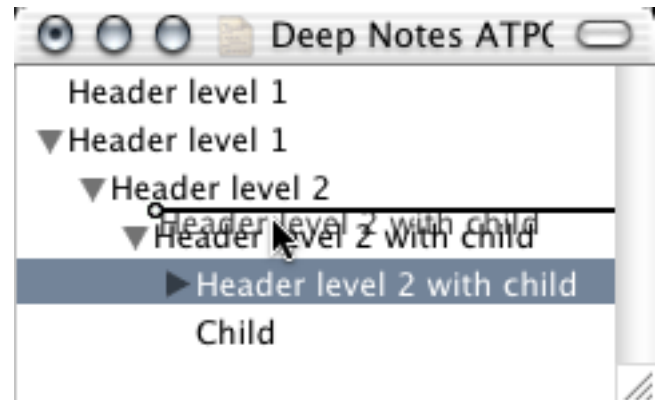 Deep Notes ATPC
Header level 1
Header level 1
Header level 2
Header level 2 with child
Header level 2 with child
Header level 2 with child
Child